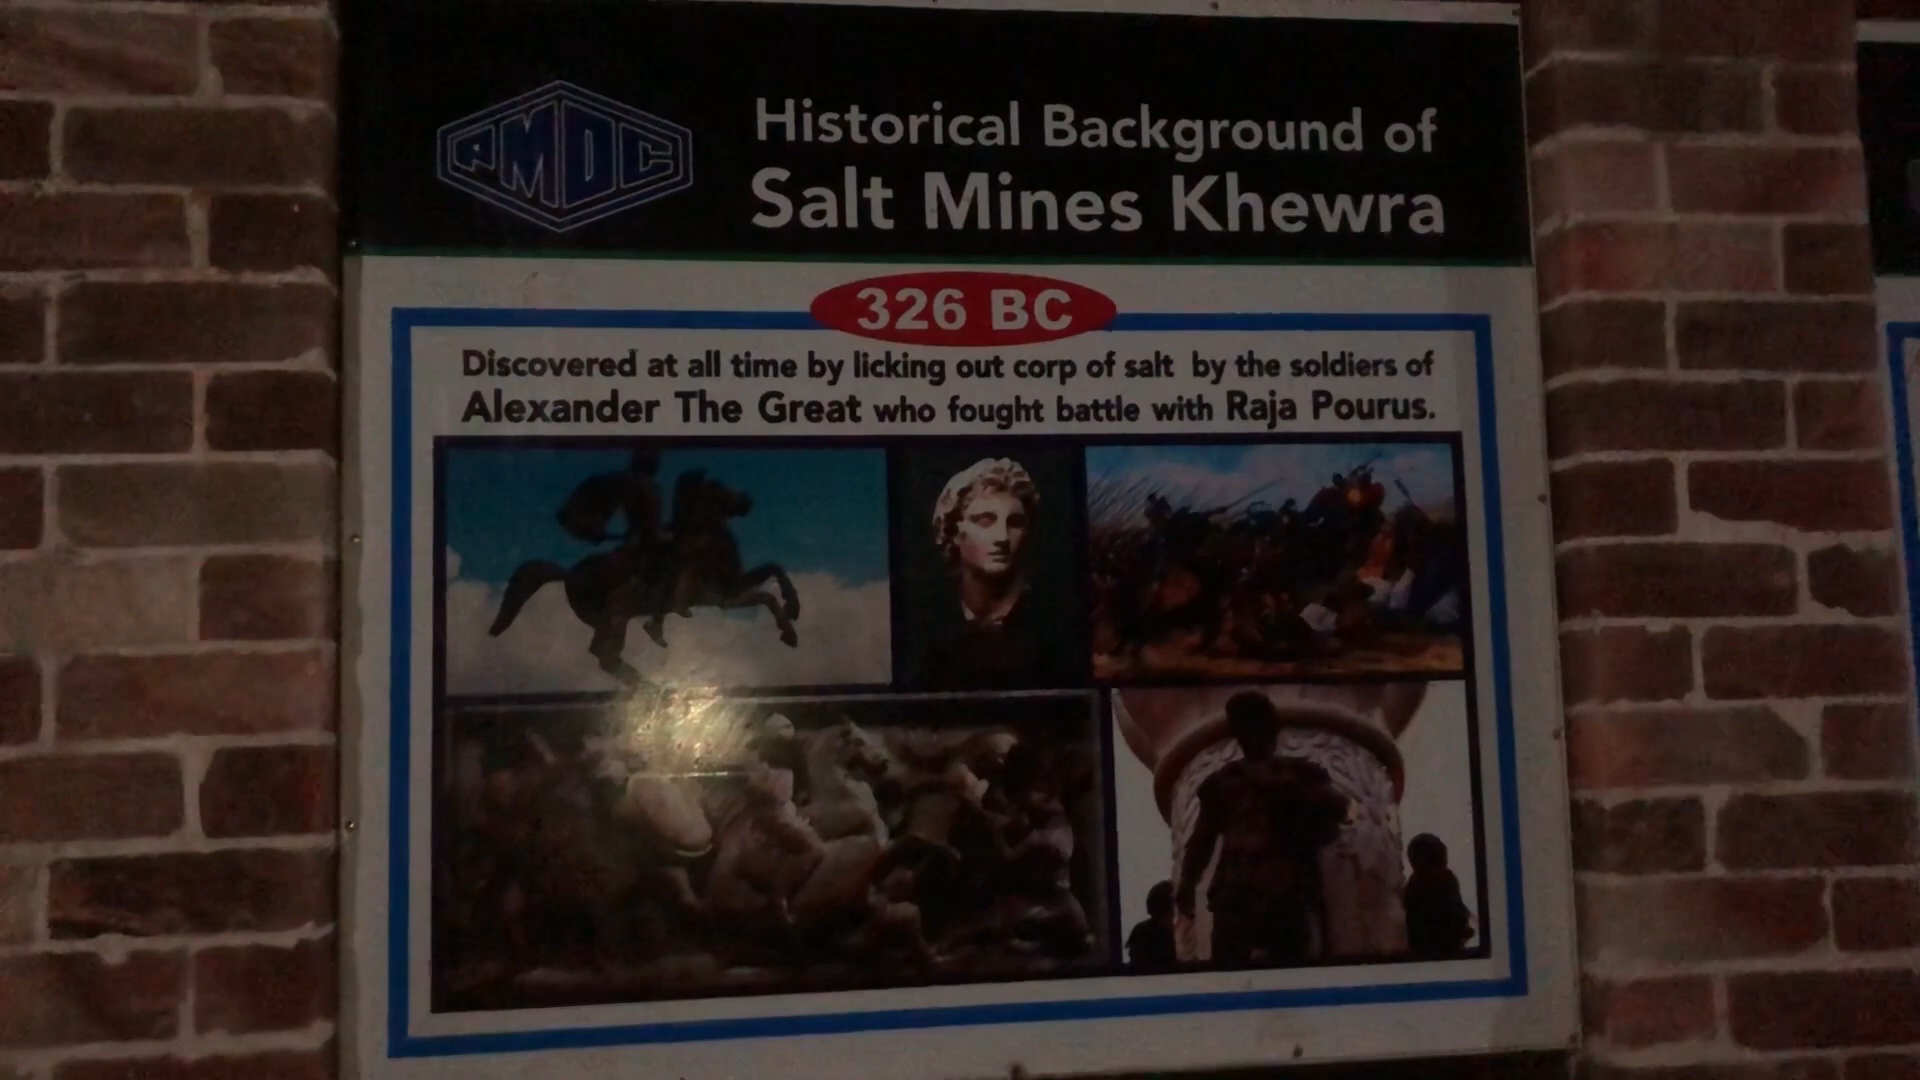 PMDC
Historical Background of
Salt Mines Khewra
326 BC
Discovered at all time by licking out corp of salt by the soldiers of
Alexander The Great who fought battle with Raja Pourus.